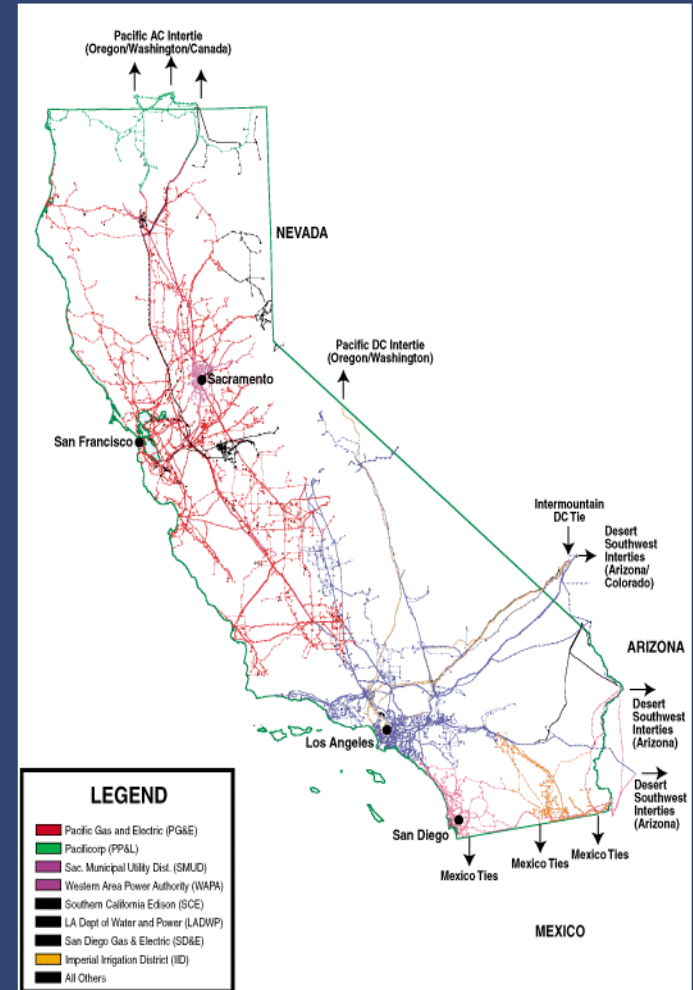 Pacific AC Intertie
(Oregon/Washington/Canada)
NEVADA
Pacific DC Intertie
(Oregon/Washington)
Sacramento
San Francisco
Intermountain
DC Tie
Desert
Southwest
Interties
(Arizona/
Colorado)
ARIZONA
Desert
Southwest
Interties
(Arizona)
Los Angeles
Desert
Southwest
Interties
(Arizona)
San Diego
Mexico Ties
Mexico Ties
Mexico Ties
MEXICO
LEGEND
Pacific Gas and Electric (PG&E)
Pacificorp (PP&L)
Sac. Municipal Utility Dist. (SMUD)
Western Area Power Authority (WAPA)
Southern California Edison (SCE)
LA Dept of Water and Power (LADWP)
San Diego Gas & Electric (SD&E)
Imperial Irrigation District (IID)
All Others